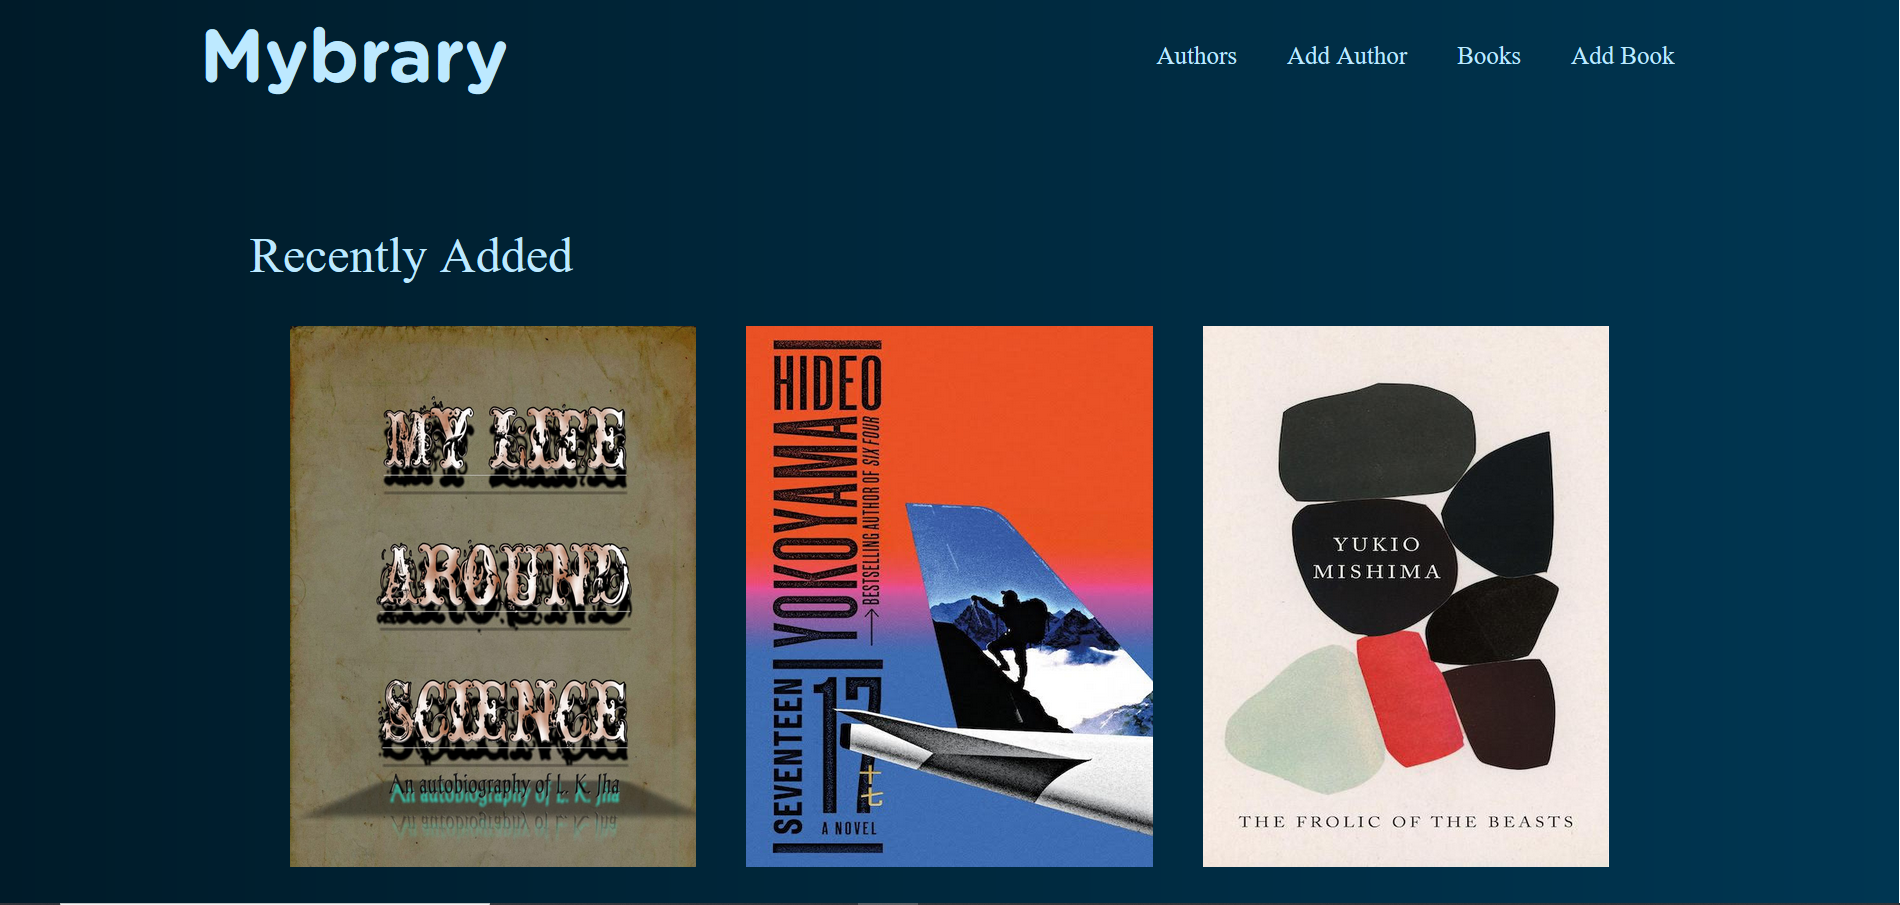 Mybrary
Authors Add Author Books Add Book
Recently Added
MY LIFE
AROUND
SCIENCE
An autobiography of L. K. Jha
HIDEO
YOKOYAMA
BESTSELLING AUTHOR OF SIX FOUR
SEVENTEEN
17
十七
A NOVEL
YUKIO
MISHIMA
THE FROLIC OF THE BEASTS